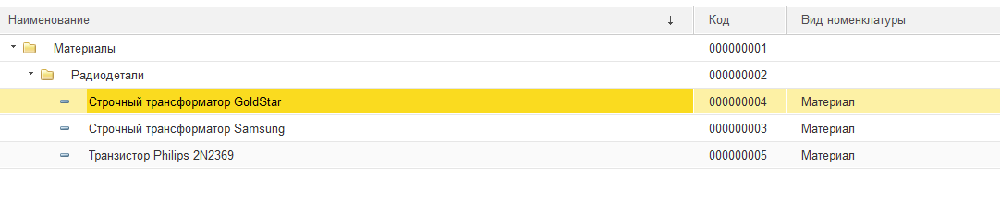 Наименование ↓ Код Вид номенклатуры
Материалы 000000001
Радиодетали 000000002
Строчный трансформатор GoldStar 000000004 Материал
Строчный трансформатор Samsung 000000003 Материал
Транзистор Philips 2N2369 000000005 Материал